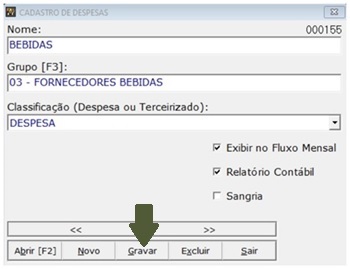 CADASTRO DE DESPESAS
Nome: 000155
BEBIDAS
Grupo [F3]:
03 - FORNECEDORES BEBIDAS
Classificação (Despesa ou Terceirizado):
DESPESA
Exibir no Fluxo Mensal
Relatório Contábil
Sangria
<< >>
Abrir [F2] Novo Gravar Excluir Sair